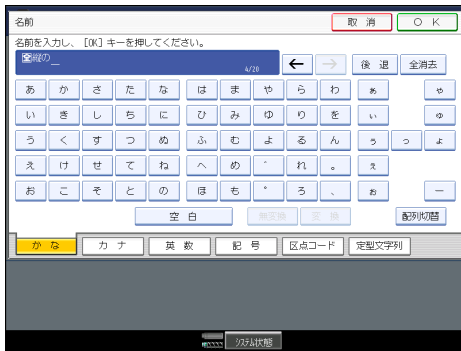 名前
取 消
O K
名前を入力し、[OK] キーを押してください。
全縦の_
4/20
← → 後 退 全消去
あ か さ た な は ま や ら わ ぁ ゃ
い き し ち に ひ み ゆ り を ぃ ゅ
う く す つ ぬ ふ む よ る ん ぅ っ ょ
え け せ て ね へ め ゛ れ 。 ぇ
お こ そ と の ほ も ゜ ろ 、 ぉ ー
空 白 無変換 変 換 配列切替
か な カ ナ 英 数 記 号 区点コード 定型文字列
システム状態